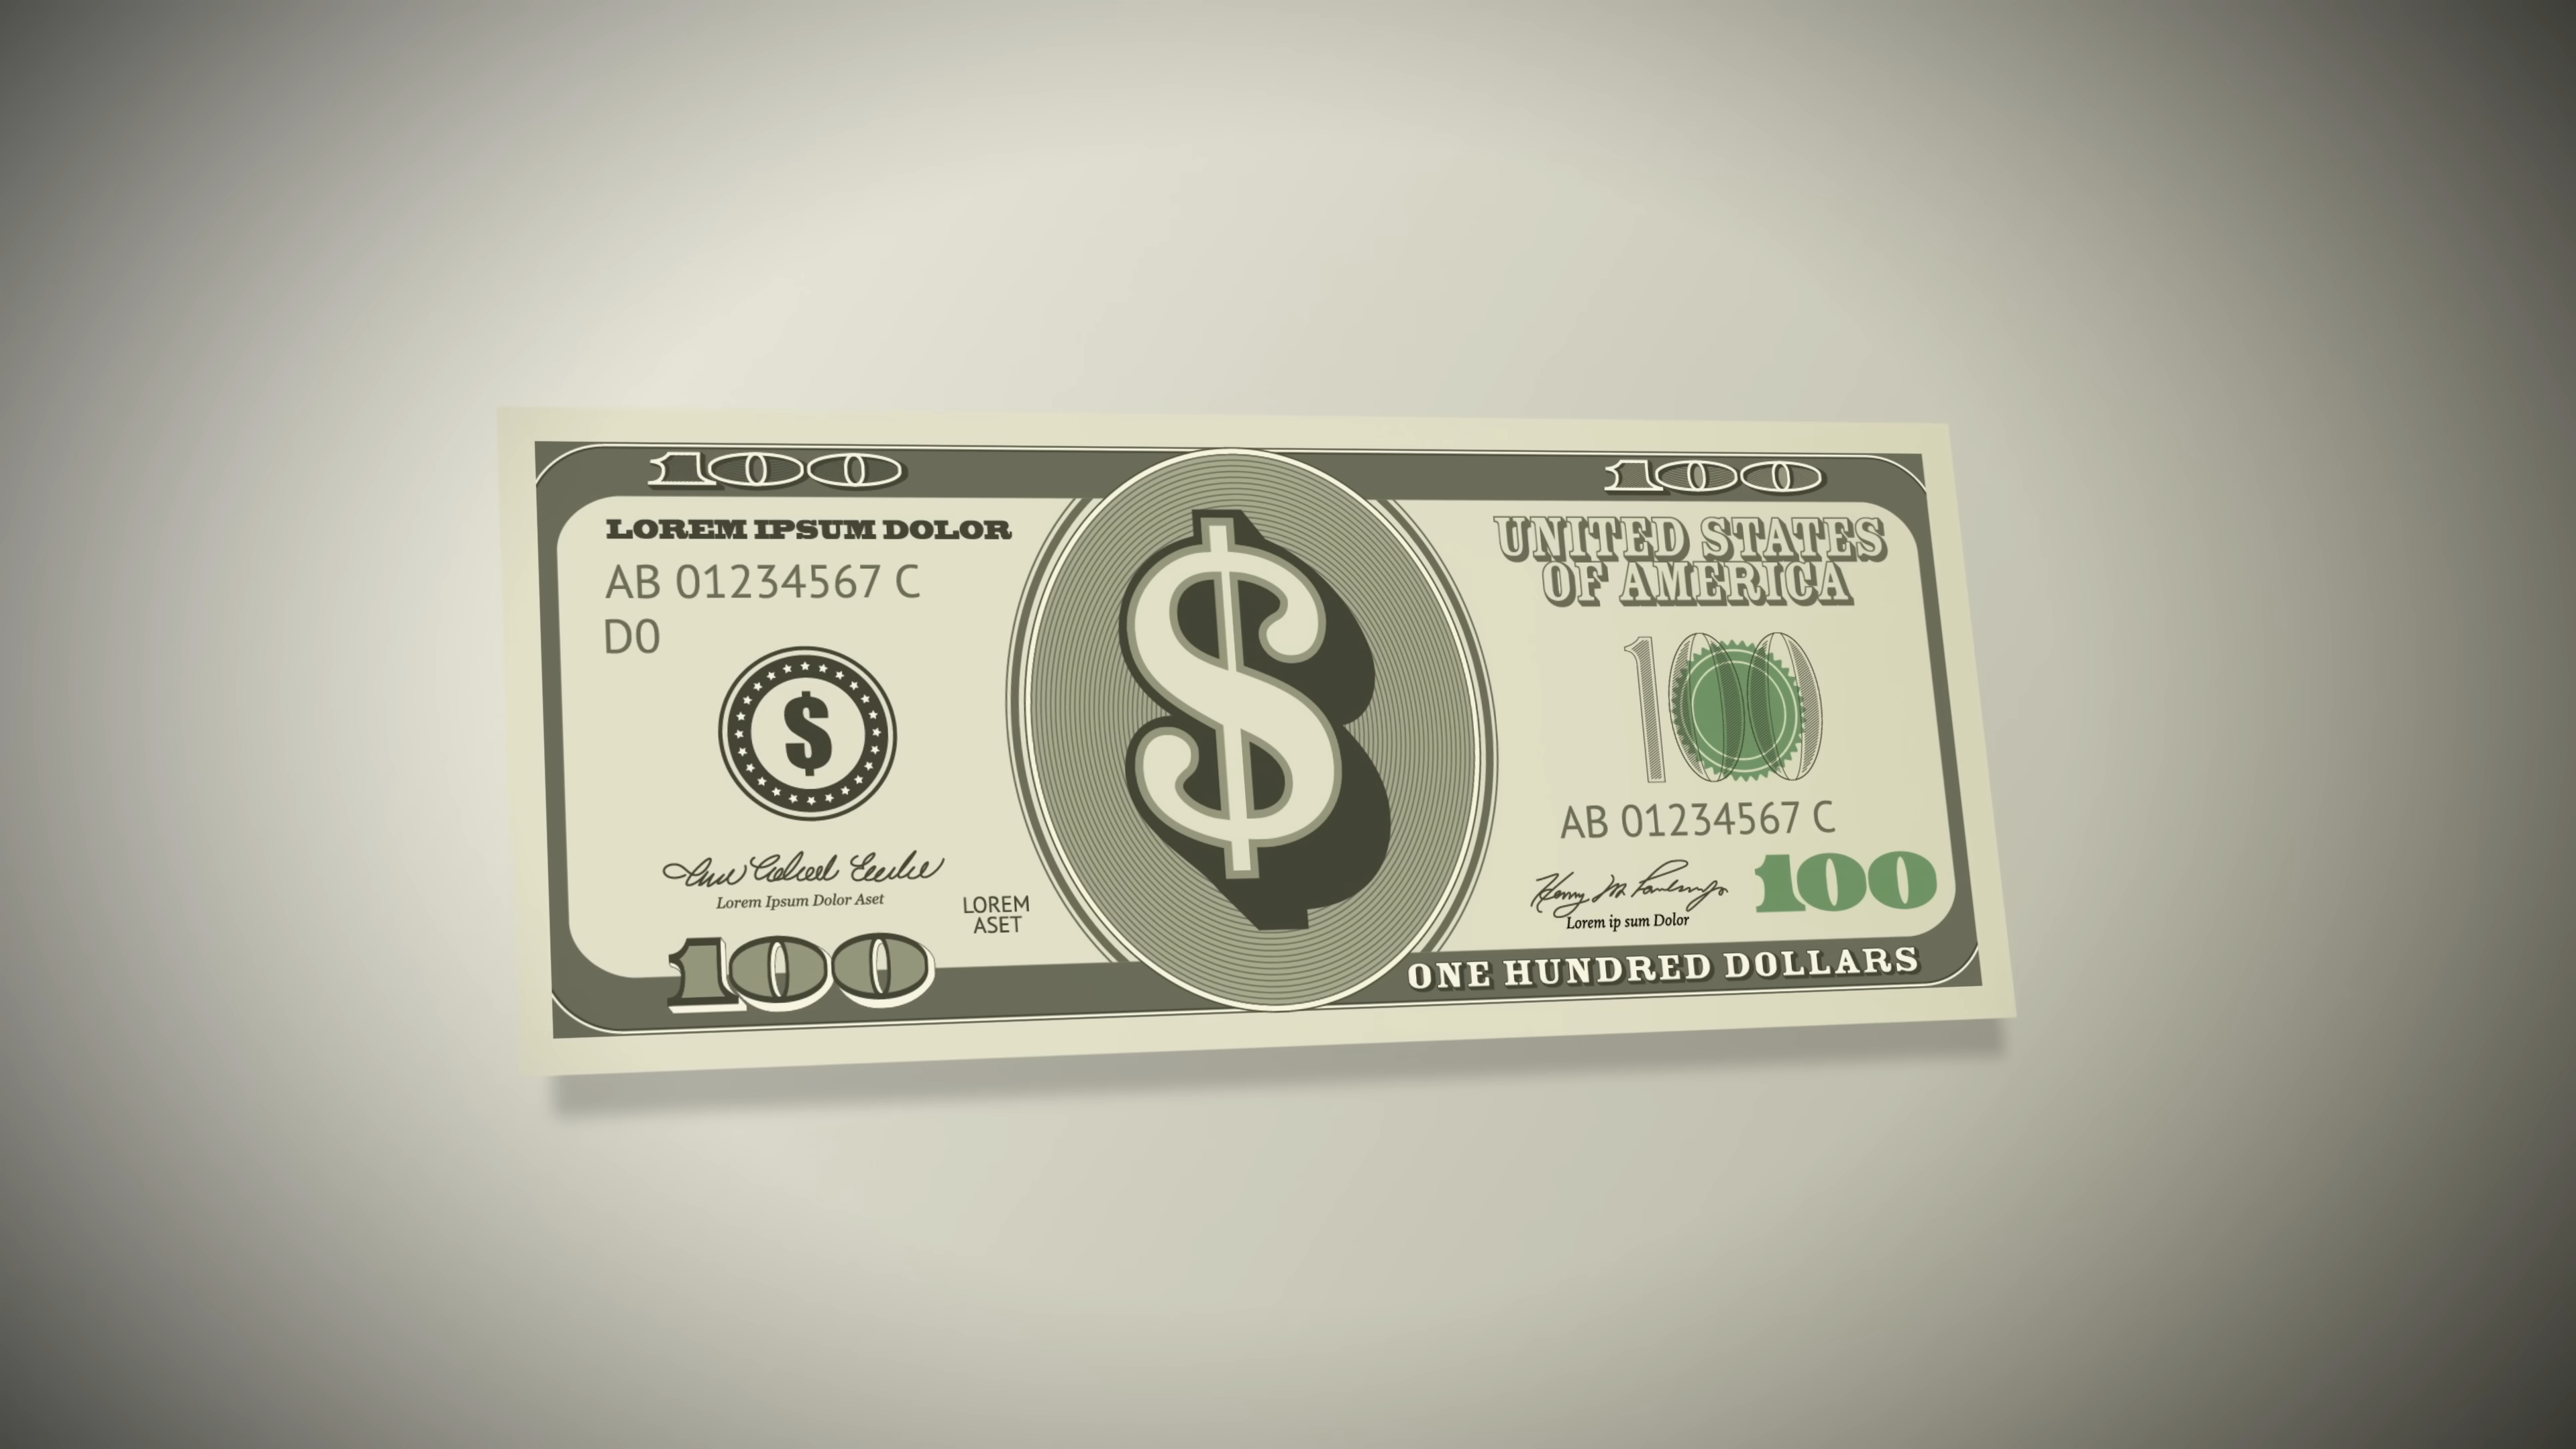 100
100
LOREM IPSUM DOLOR
AB 01234567 C
D0
$
Lorem Ipsum Dolor Aset
LOREM
ASET
100
$
UNITED STATES
OF AMERICA
100
AB 01234567 C
100
Lorem ip sum Dolor
ONE HUNDRED DOLLARS